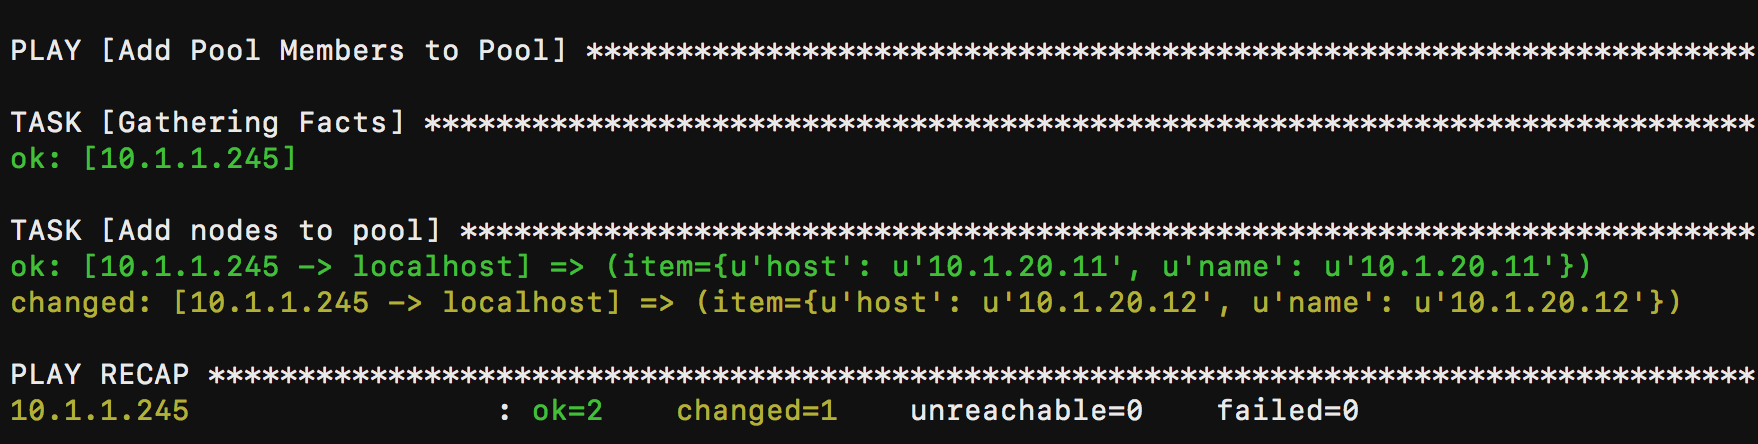 PLAY [Add Pool Members to Pool] *****************************************************************
TASK [Gathering Facts] **************************************************************************
ok: [10.1.1.245]
TASK [Add nodes to pool] ************************************************************************
ok: [10.1.1.245 -> localhost] => (item={u'host': u'10.1.20.11', u'name': u'10.1.20.11'})
changed: [10.1.1.245 -> localhost] => (item={u'host': u'10.1.20.12', u'name': u'10.1.20.12'})
PLAY RECAP **************************************************************************************
10.1.1.245                 : ok=2    changed=1    unreachable=0    failed=0